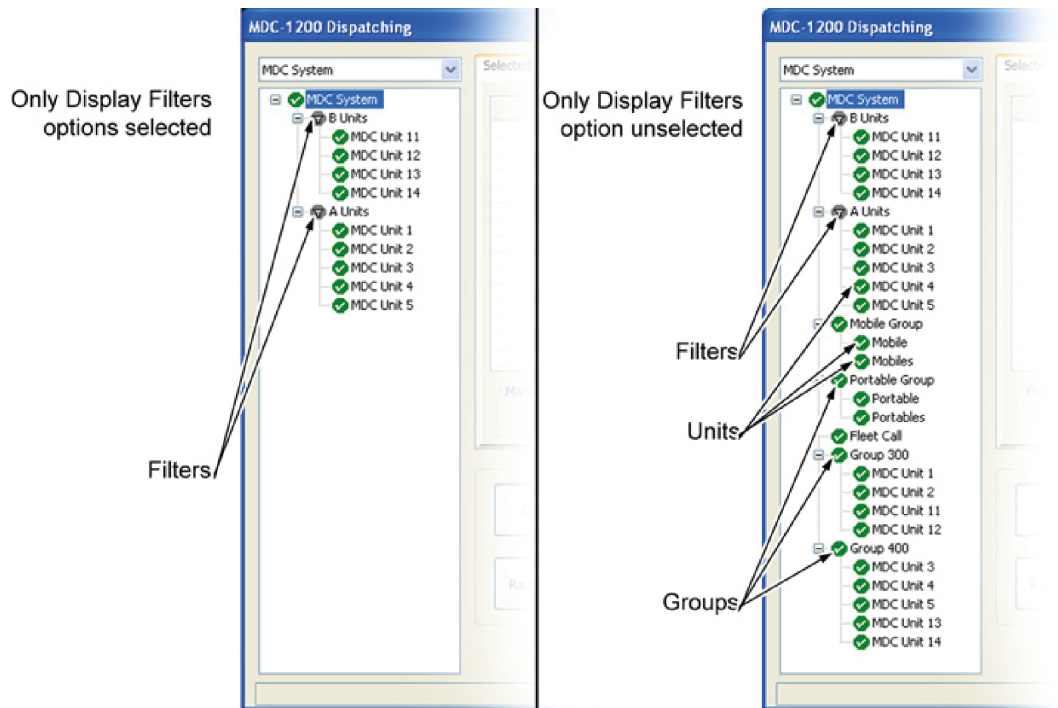 MDC-1200 Dispatching
MDC System
Selected
Only Display Filters
options selected
MDC System
B Units
MDC Unit 11
MDC Unit 12
MDC Unit 13
MDC Unit 14
A Units
MDC Unit 1
MDC Unit 2
MDC Unit 3
MDC Unit 4
MDC Unit 5
Filters
MDC-1200 Dispatching
MDC System
Only Display Filters
option unselected
MDC System
B Units
MDC Unit 11
MDC Unit 12
MDC Unit 13
MDC Unit 14
A Units
MDC Unit 1
MDC Unit 2
MDC Unit 3
MDC Unit 4
MDC Unit 5
Mobile Group
Mobile
Mobiles
Portable Group
Portable
Portables
Fleet Call
Group 300
MDC Unit 1
MDC Unit 2
MDC Unit 11
MDC Unit 12
Group 400
MDC Unit 3
MDC Unit 4
MDC Unit 5
MDC Unit 13
MDC Unit 14
Filters
Units
Groups